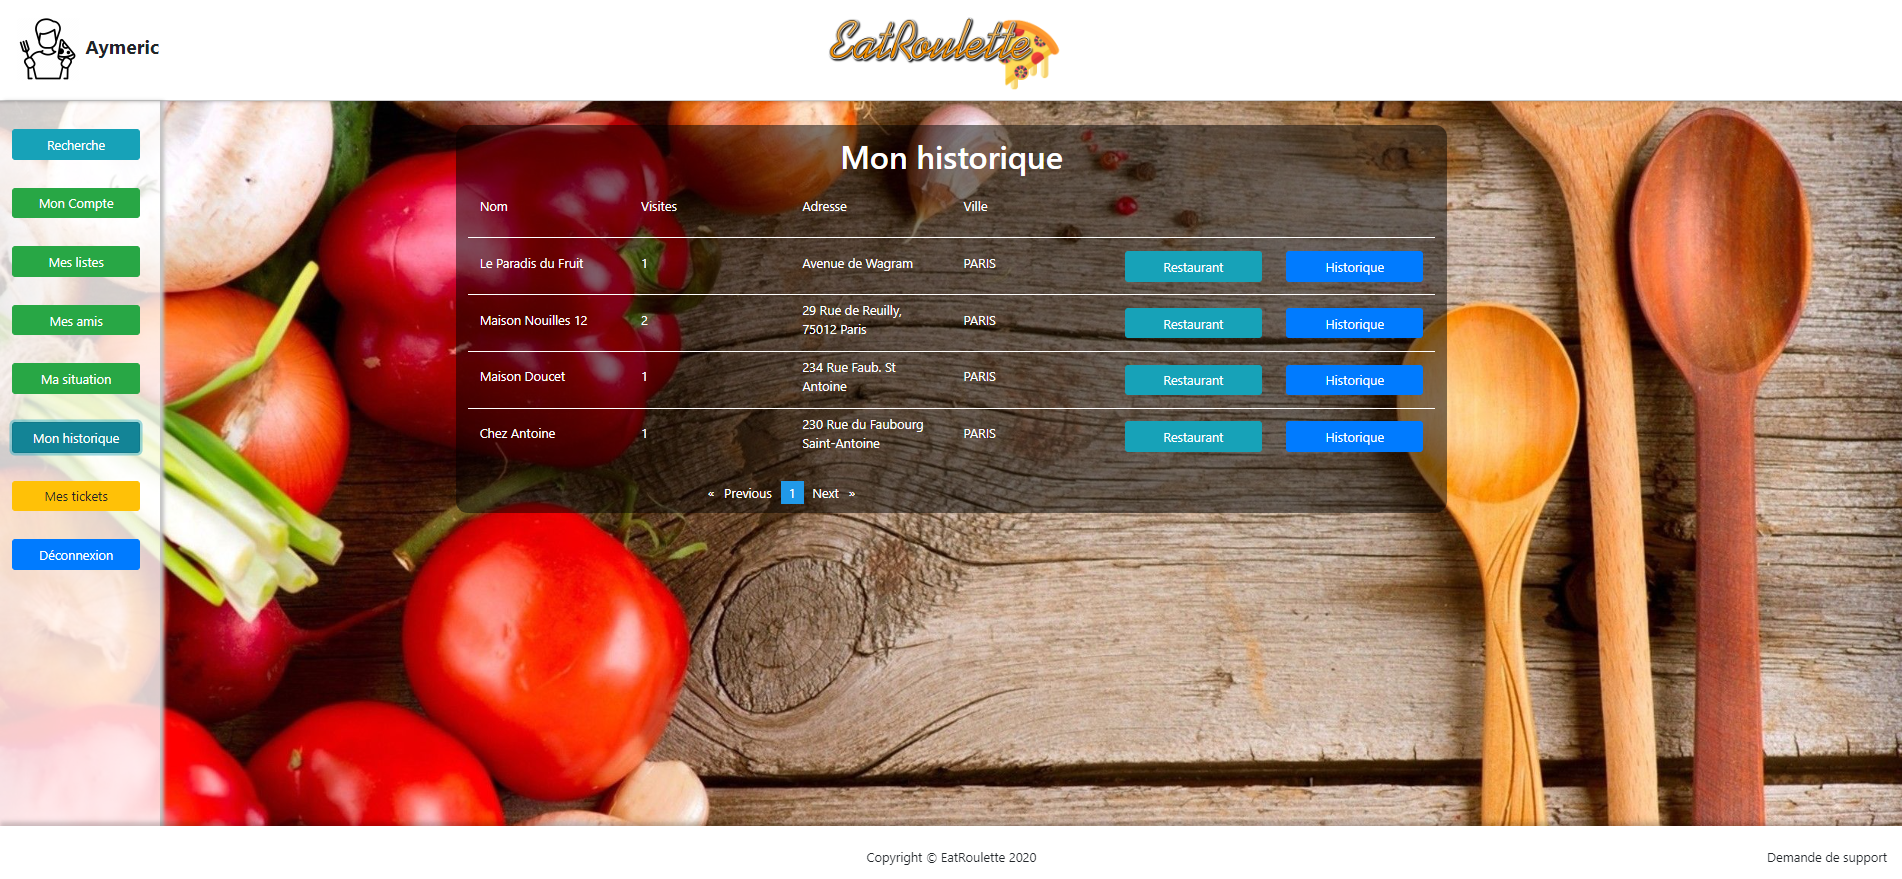 Aymeric
EatRoulette
Recherche
Mon Compte
Mes listes
Mes amis
Ma situation
Mon historique
Mes tickets
Déconnexion
Mon historique
Nom Visites Adresse Ville
Le Paradis du Fruit 1 Avenue de Wagram PARIS Restaurant Historique
Maison Nouilles 12 2 29 Rue de Reuilly, PARIS Restaurant Historique
75012 Paris
Maison Doucet 1 234 Rue Faub. St PARIS Restaurant Historique
Antoine
Chez Antoine 1 230 Rue du Faubourg PARIS Restaurant Historique
Saint-Antoine
« Previous 1 Next »
Copyright © EatRoulette 2020
Demande de support